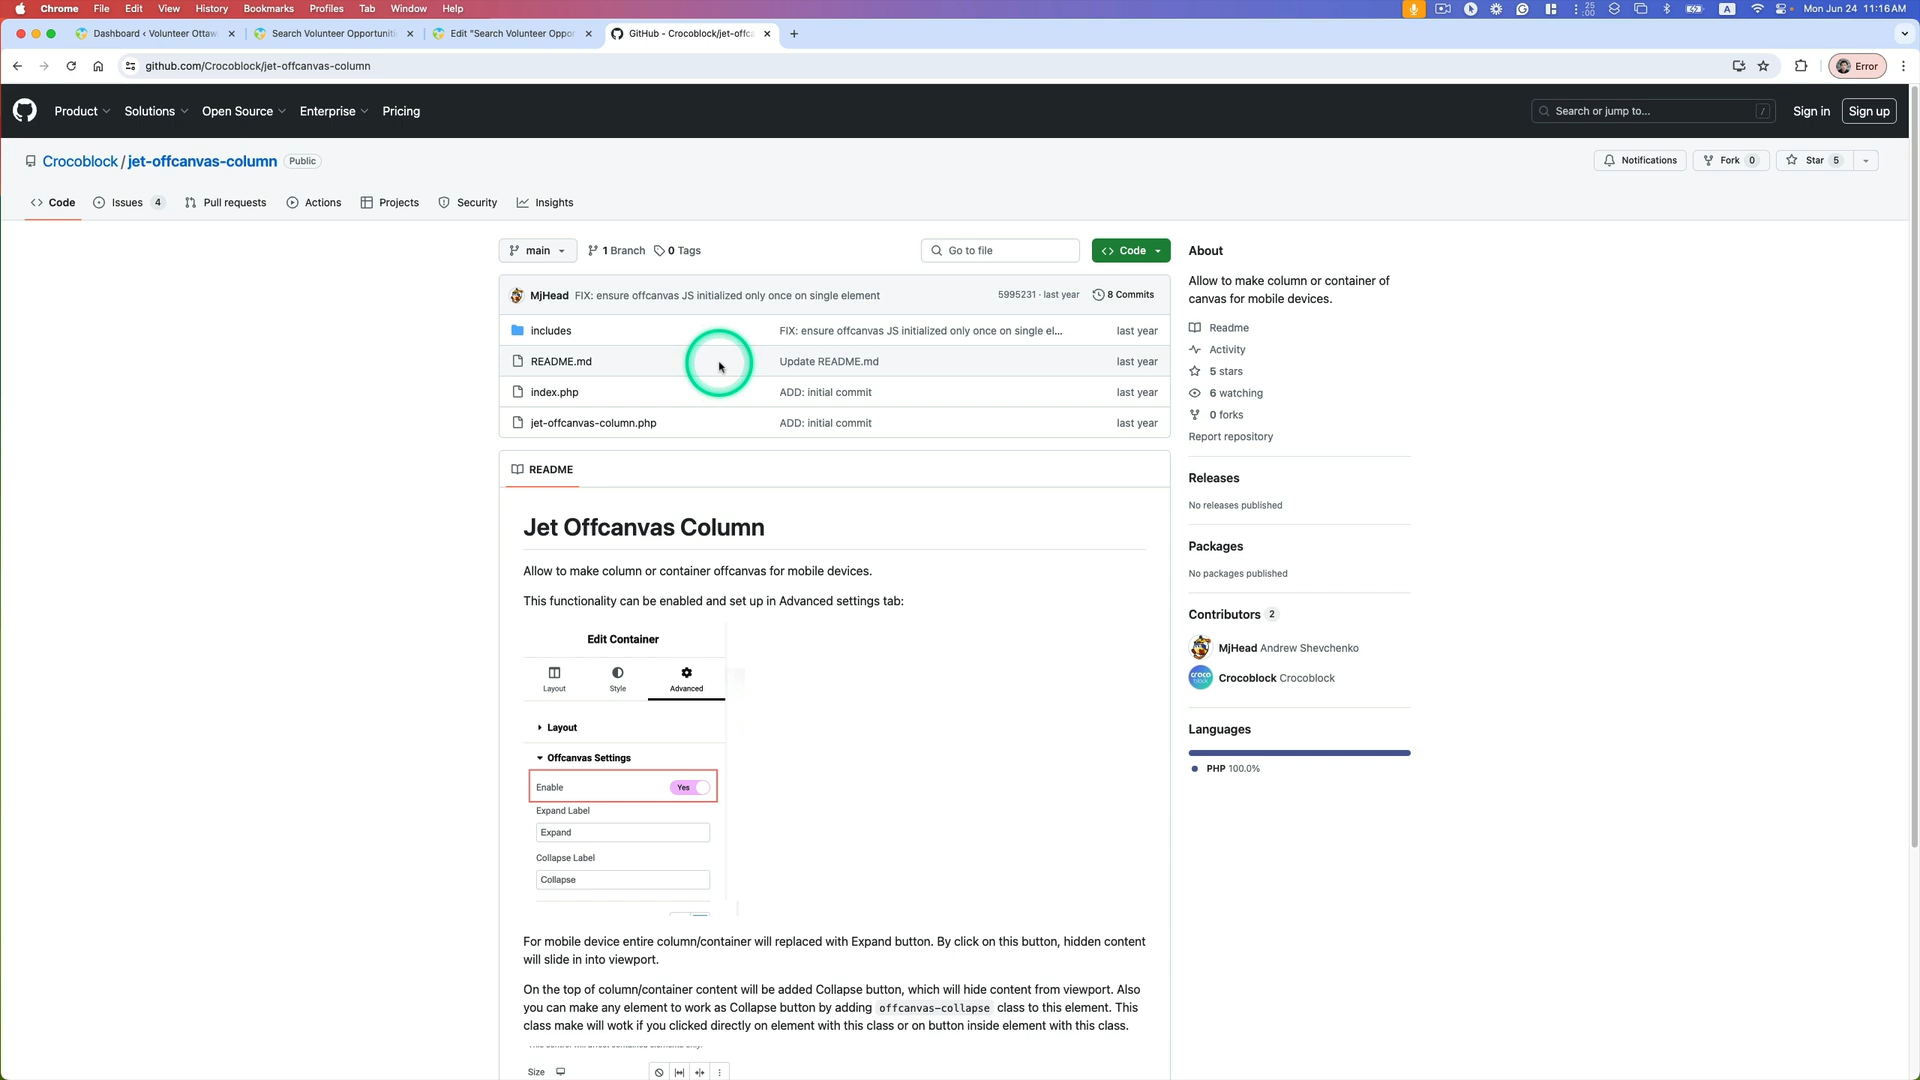 Chrome File Edit View History Bookmarks Profiles Tab Window Help
25 :00 A Mon Jun 24 11:16 AM
Dashboard ‹ Volunteer Ottaw
Search Volunteer Opportuniti
Edit "Search Volunteer Oppor
GitHub - Crocoblock/jet-offca
github.com/Crocoblock/jet-offcanvas-column
Error
Product Solutions Open Source Enterprise Pricing
Search or jump to... / Sign in Sign up
Crocoblock / jet-offcanvas-column Public
Notifications Fork 0 Star 5
Code Issues 4 Pull requests Actions Projects Security Insights
main 1 Branch 0 Tags Go to file Code
MjHead FIX: ensure offcanvas JS initialized only once on single element 5995231 · last year 8 Commits
includes FIX: ensure offcanvas JS initialized only once on single el... last year
README.md Update README.md last year
index.php ADD: initial commit last year
jet-offcanvas-column.php ADD: initial commit last year
README
Jet Offcanvas Column
Allow to make column or container offcanvas for mobile devices.
This functionality can be enabled and set up in Advanced settings tab:
Edit Container
Layout Style Advanced
Layout
Offcanvas Settings
Enable Yes
Expand Label
Expand
Collapse Label
Collapse
For mobile device entire column/container will replaced with Expand button. By click on this button, hidden content
will slide in into viewport.
On the top of column/container content will be added Collapse button, which will hide content from viewport. Also
you can make any element to work as Collapse button by adding offcanvas-collapse class to this element. This
class make will wotk if you clicked directly on element with this class or on button inside element with this class.
Size
About
Allow to make column or container of
canvas for mobile devices.
Readme
Activity
5 stars
6 watching
0 forks
Report repository
Releases
No releases published
Packages
No packages published
Contributors 2
MjHead Andrew Shevchenko
croco block Crocoblock Crocoblock
Languages
PHP 100.0%